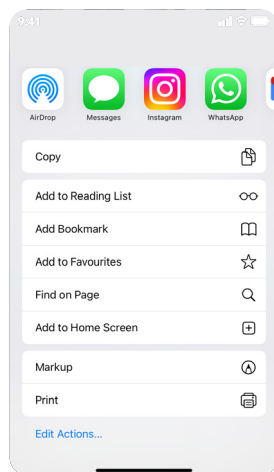 9:41
AirDrop Messages Instagram WhatsApp
Copy
Add to Reading List
Add Bookmark
Add to Favourites
Find on Page
Add to Home Screen
Markup
Print
Edit Actions...